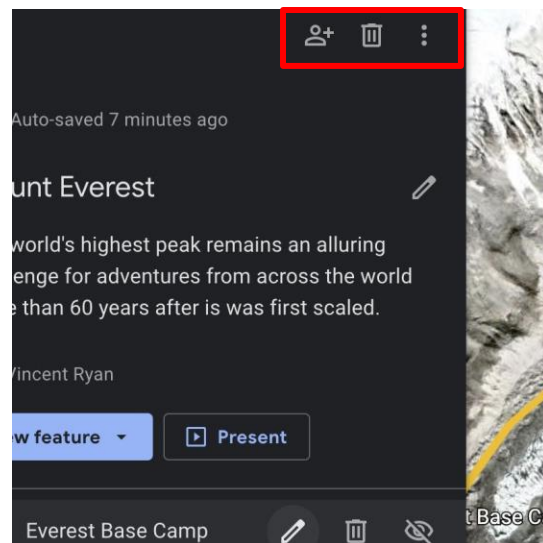 Auto-saved 7 minutes ago
unt Everest
world's highest peak remains an alluring
enge for adventures from across the world
e than 60 years after is was first scaled.
Vincent Ryan
w feature
Present
Everest Base Camp
t Base C